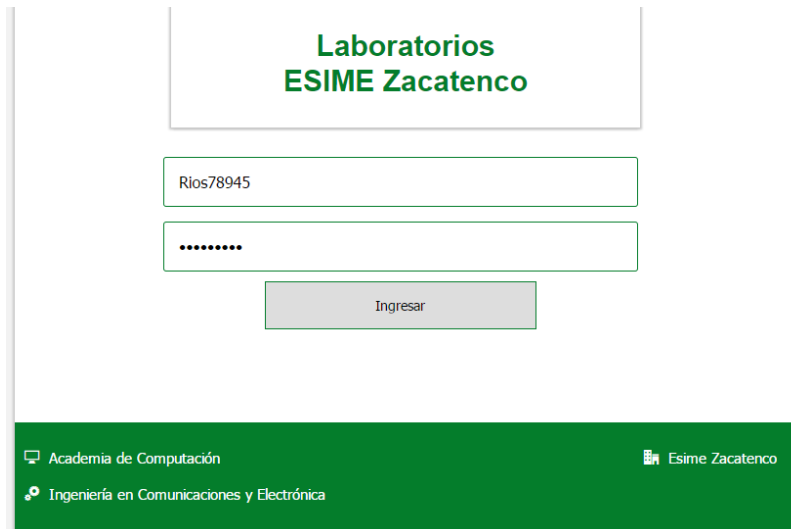 Laboratorios
ESIME Zacatenco
Rios78945
•••••••••
Ingresar
Academia de Computación
Esime Zacatenco
Ingeniería en Comunicaciones y Electrónica